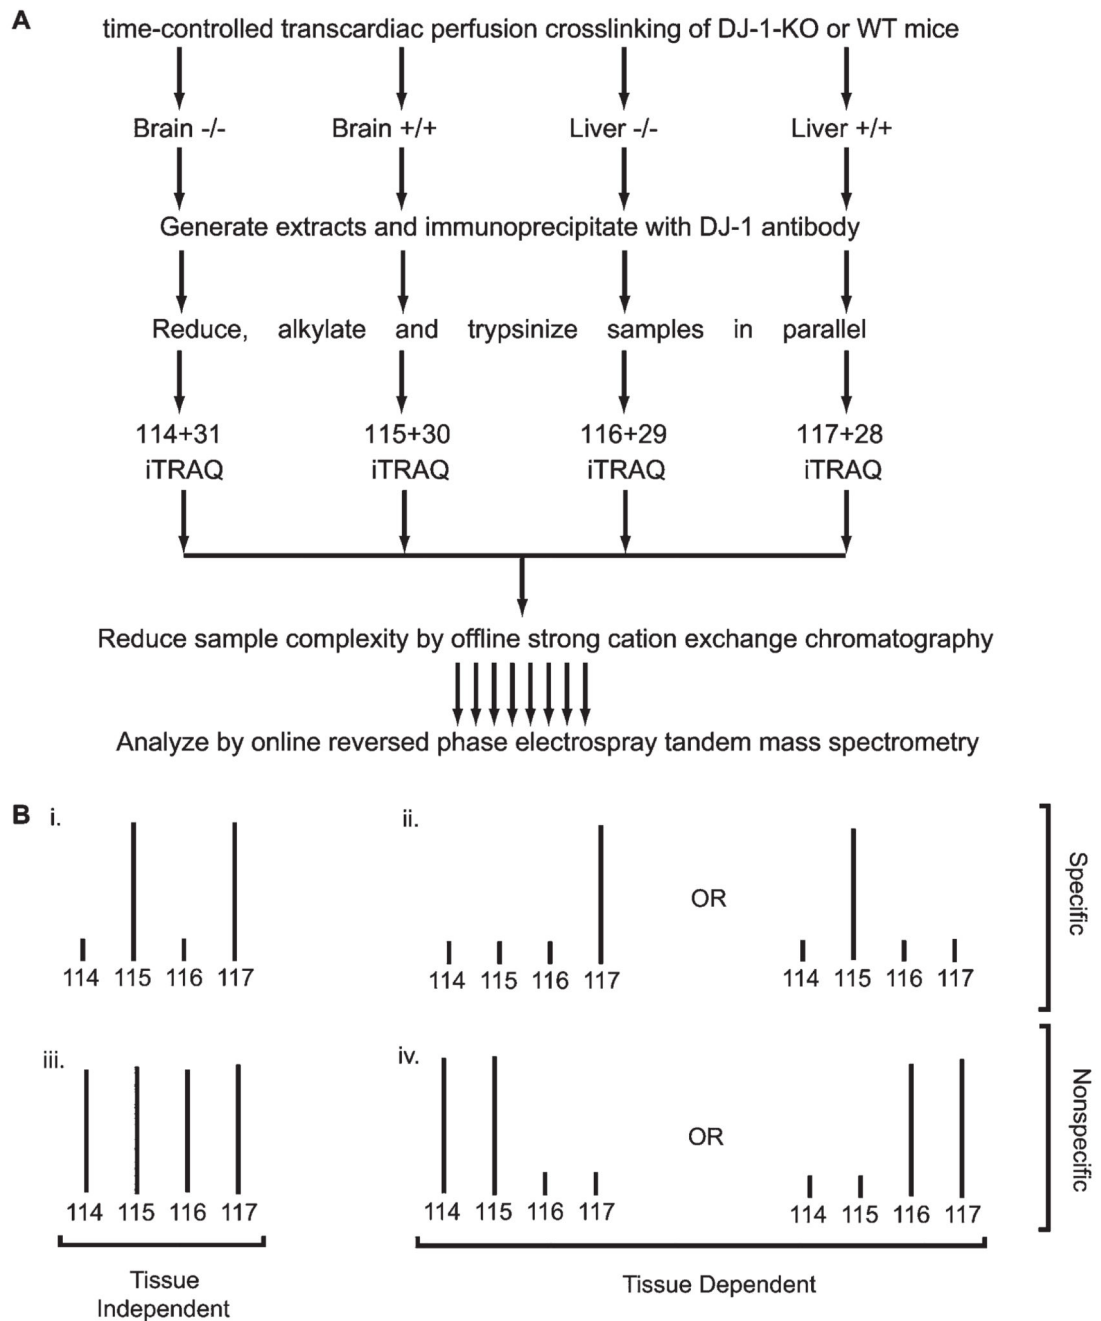 A
time-controlled transcardiac perfusion crosslinking of DJ-1-KO or WT mice
Brain -/- Brain +/+ Liver -/- Liver +/+
Generate extracts and immunoprecipitate with DJ-1 antibody
Reduce, alkylate and trypsinize samples in parallel
114+31 115+30 116+29 117+28
iTRAQ iTRAQ iTRAQ iTRAQ
Reduce sample complexity by offline strong cation exchange chromatography
Analyze by online reversed phase electrospray tandem mass spectrometry
B
i.
114 115 116 117
ii.
114 115 116 117
OR
114 115 116 117
Specific
iii.
114 115 116 117
iv.
114 115 116 117
OR
114 115 116 117
Nonspecific
Tissue
Independent
Tissue Dependent